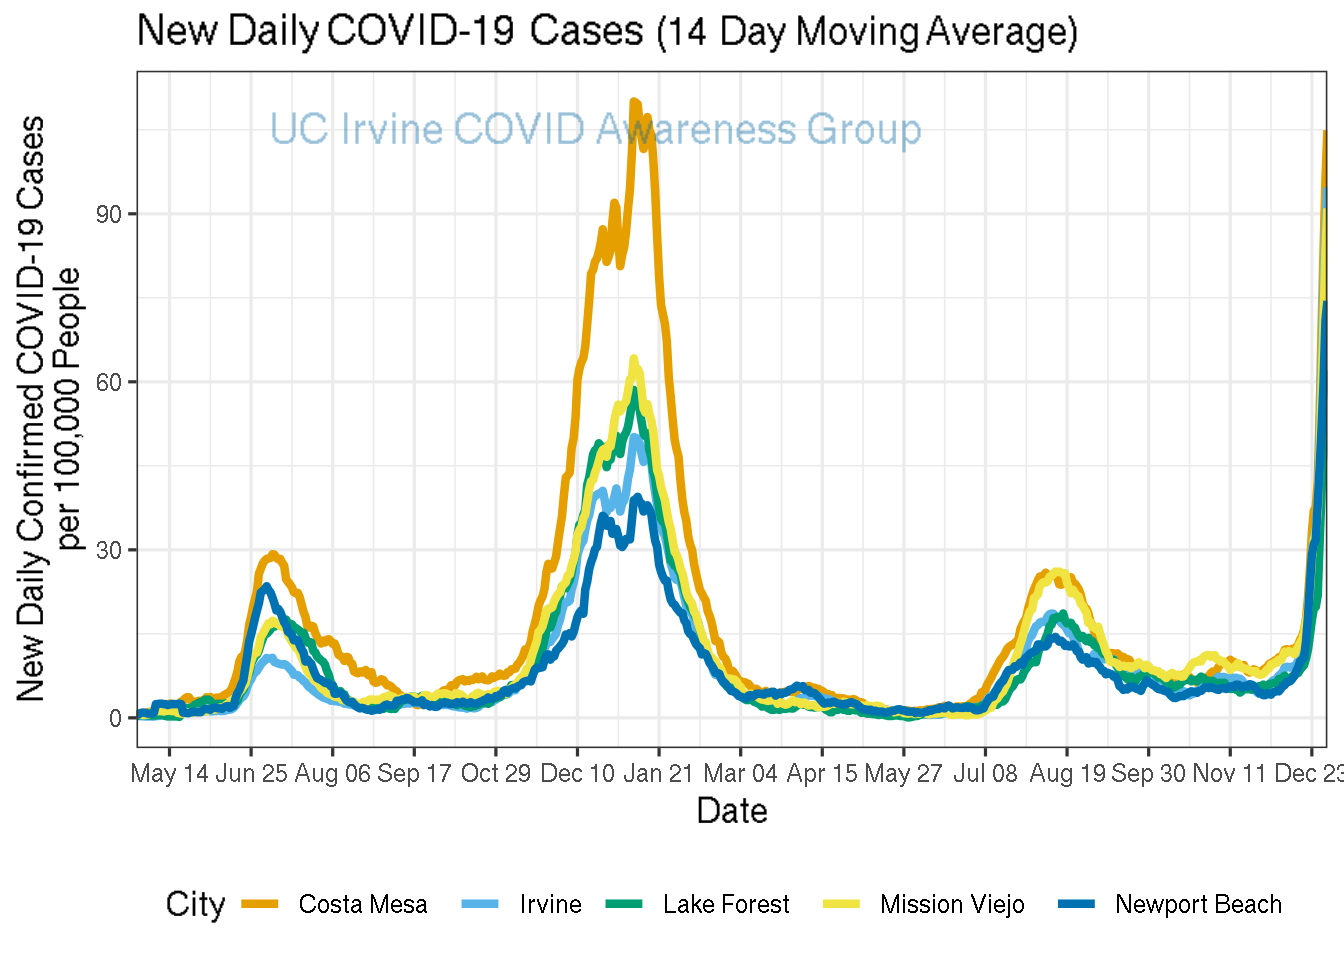 New Daily COVID-19 Cases (14 Day Moving Average)
UC Irvine COVID Awareness Group
New Daily Confirmed COVID-19 Cases
per 100,000 People
90
60
30
0
May 14 Jun 25 Aug 06 Sep 17 Oct 29 Dec 10 Jan 21 Mar 04 Apr 15 May 27 Jul 08 Aug 19 Sep 30 Nov 11 Dec 23
Date
City Costa Mesa Irvine Lake Forest Mission Viejo Newport Beach